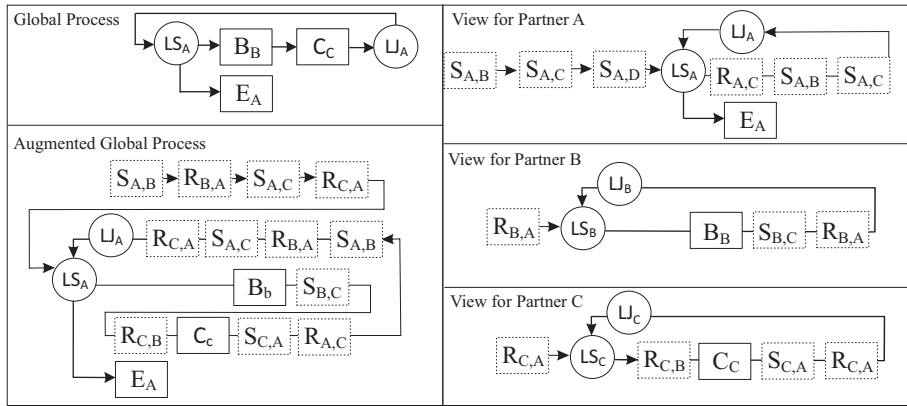 Global Process
LS_A B_B C_C LJ_A
E_A
Augmented Global Process
S_A,B R_B,A S_A,C R_C,A
LJ_A R_C,A S_A,C R_B,A S_A,B
LS_A
B_b S_B,C
R_C,B C_c S_C,A R_A,C
E_A
View for Partner A
LJ_A
S_A,B S_A,C S_A,D LS_A R_A,C S_A,B S_A,C
E_A
View for Partner B
LJ_B
R_B,A LS_B B_B S_B,C R_B,A
View for Partner C
LJ_C
R_C,A LS_C R_C,B C_C S_C,A R_C,A